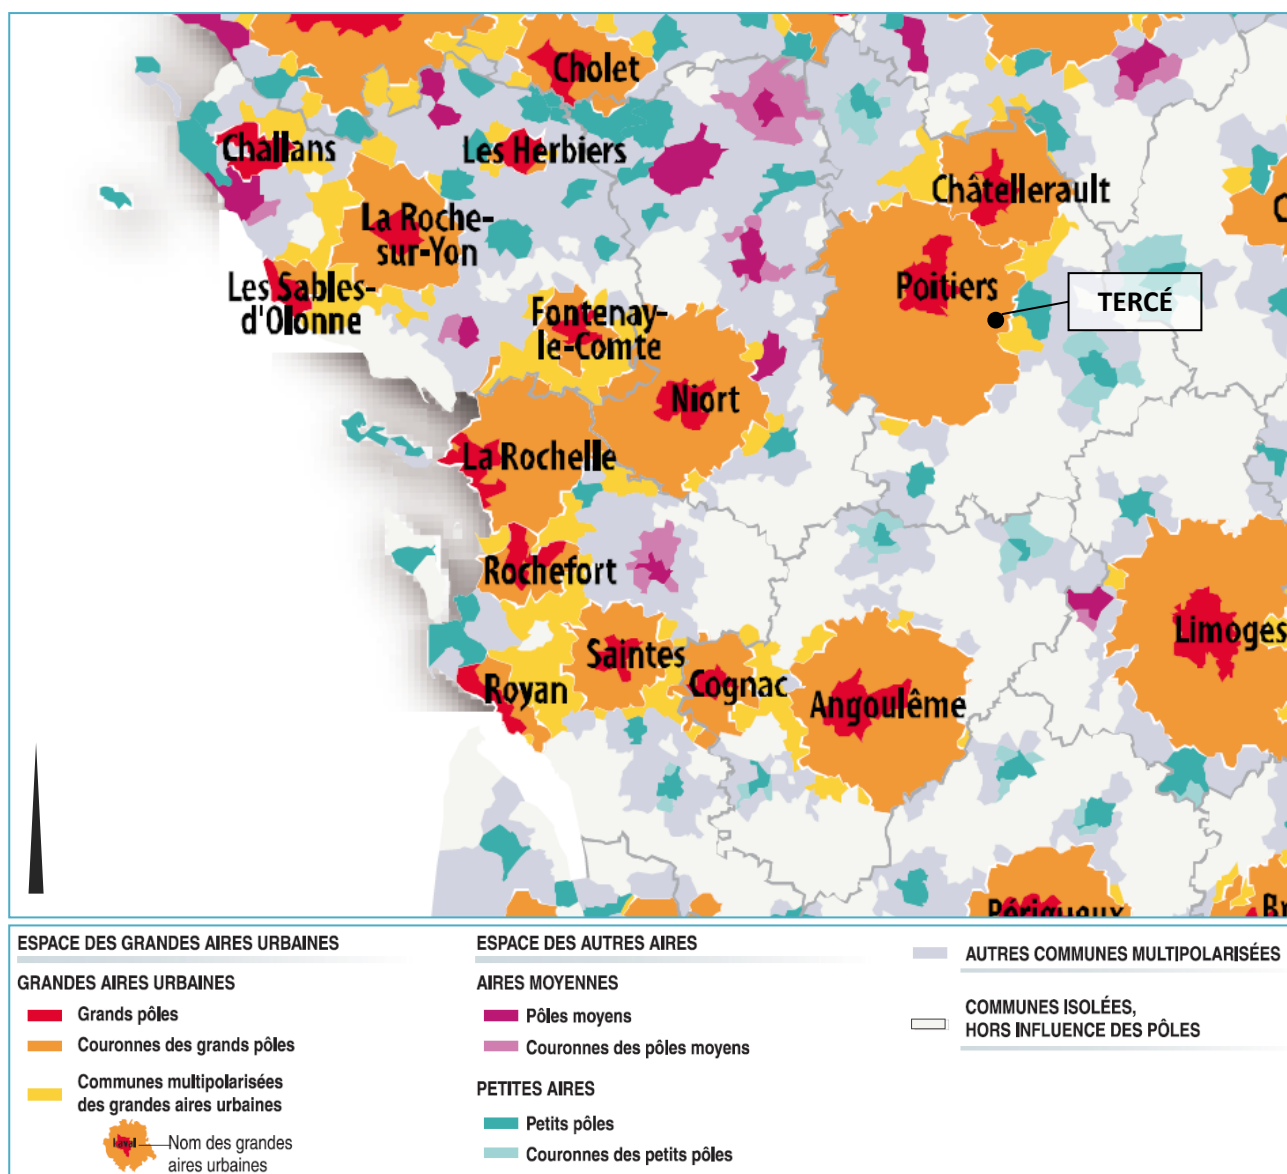 Cholet
Challans
Les Herbiers
Châtellerault
La Roche-
sur-Yon
Poitiers
TERCÉ
Les Sables-
d'Olonne
Fontenay-
le-Comte
Niort
La Rochelle
Rochefort
Limoges
Saintes
Royan
Cognac
Angoulême
Périgueux
Br
C
ESPACE DES GRANDES AIRES URBAINES
GRANDES AIRES URBAINES
Grands pôles
Couronnes des grands pôles
Communes multipolarisées
des grandes aires urbaines
Laval
Nom des grandes
aires urbaines
ESPACE DES AUTRES AIRES
AIRES MOYENNES
Pôles moyens
Couronnes des pôles moyens
PETITES AIRES
Petits pôles
Couronnes des petits pôles
AUTRES COMMUNES MULTIPOLARISÉES
COMMUNES ISOLÉES,
HORS INFLUENCE DES PÔLES